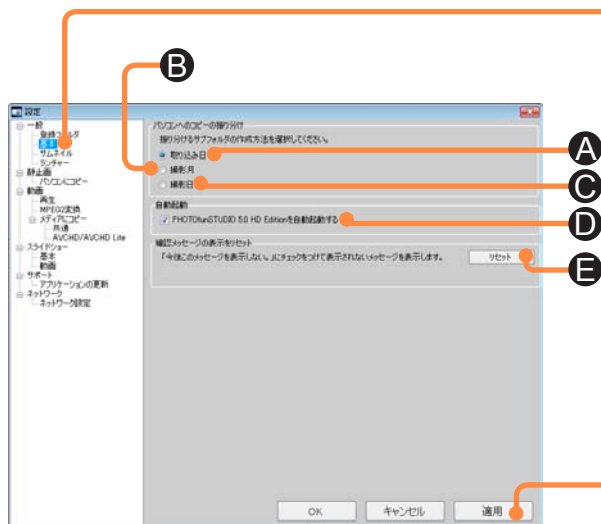 B
設定
一般
登録フォルダ
基本
サムネイル
ランチャー
静止画
パソコンへコピー
動画
再生
MPEG2変換
メディアにコピー
共通
AVCHD/AVCHD Lite
スライドショー
基本
動画
サポート
アプリケーションの更新
ネットワーク
ネットワーク設定
パソコンへのコピーの振り分け
振り分けるサブフォルダの作成方法を選択してください。
取り込み日
A
撮影月
撮影日
C
自動起動
PHOTOfunSTUDIO 5.0 HD Editionを自動起動する
D
確認メッセージの表示をリセット
「今後このメッセージを表示しない。」にチェックをつけて表示されないメッセージを表示します。
リセット
E
OK
キャンセル
適用